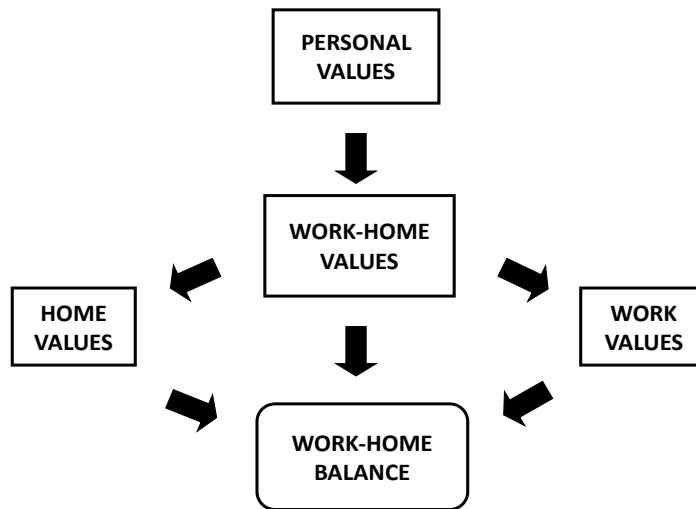 PERSONAL
VALUES
WORK-HOME
VALUES
HOME
VALUES
WORK
VALUES
WORK-HOME
BALANCE